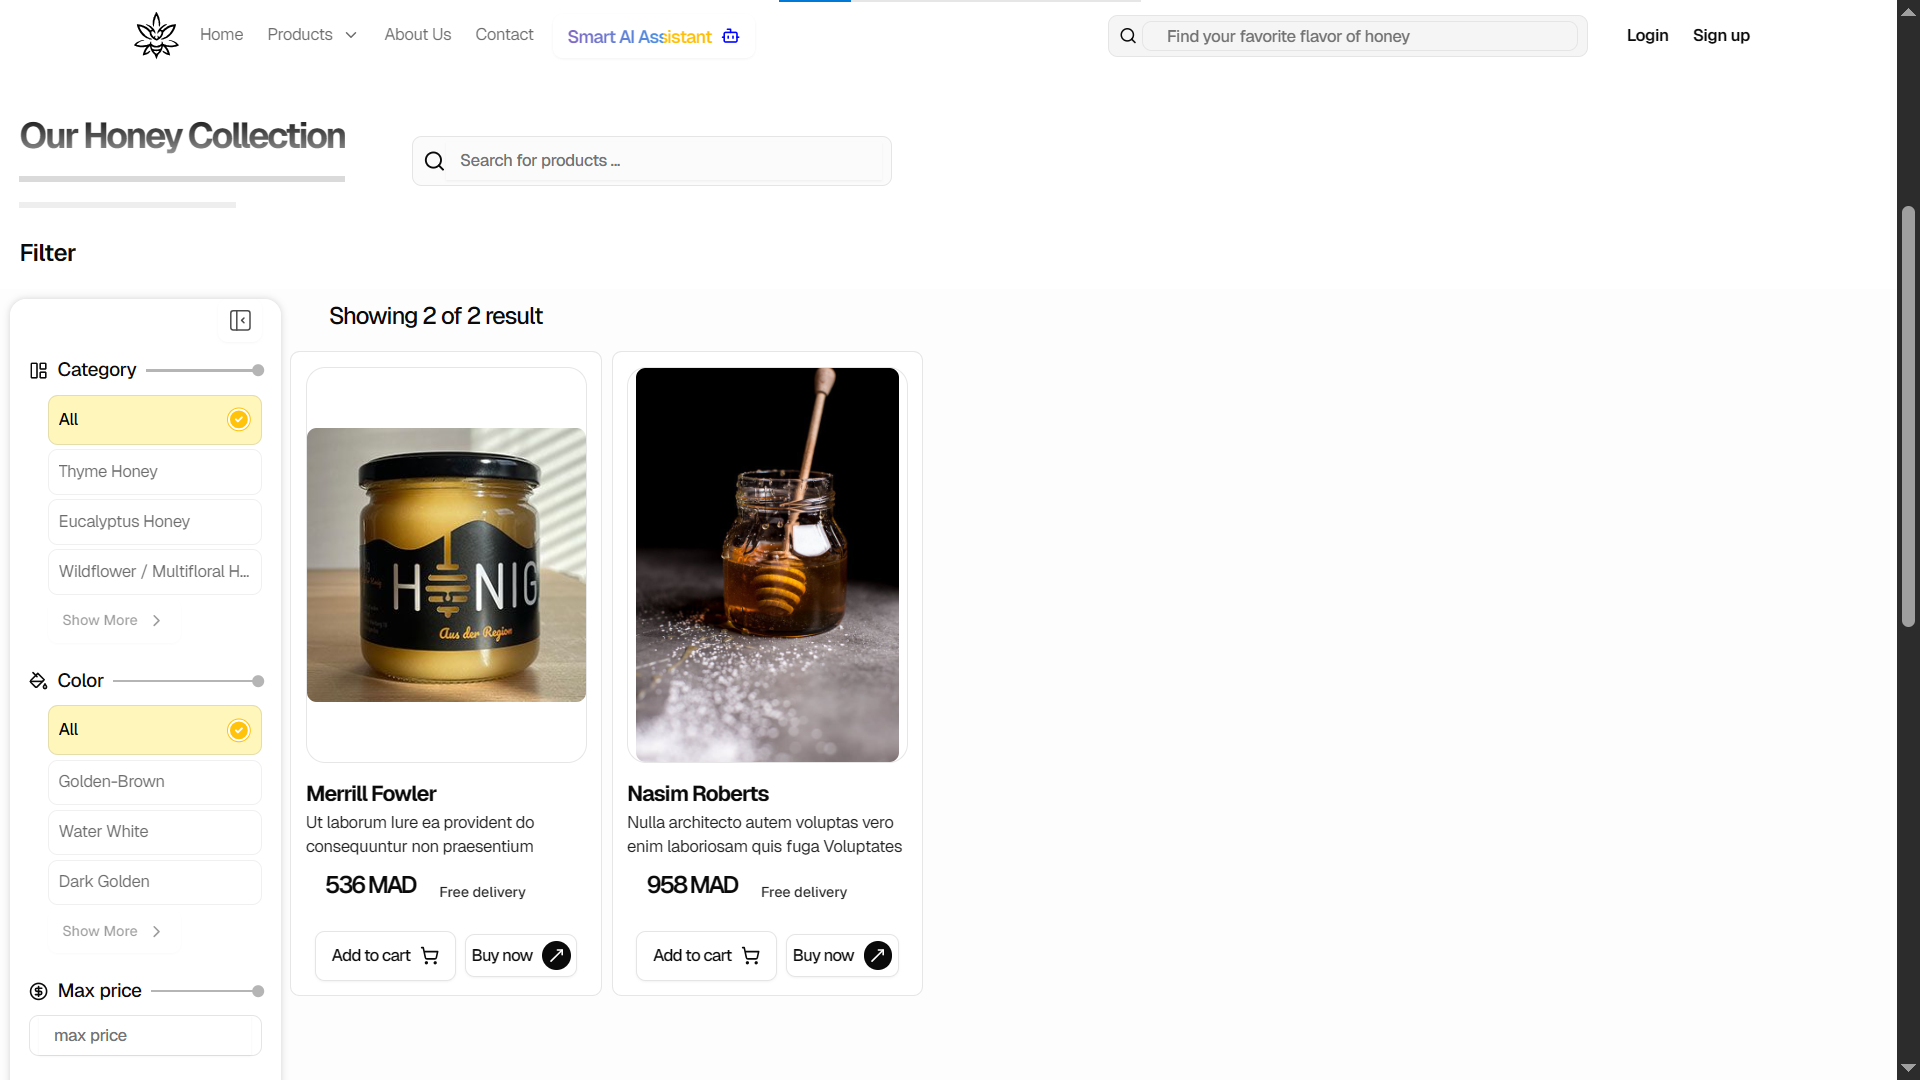 Home
Products
About Us
Contact
Smart AI Assistant
Find your favorite flavor of honey
Login
Sign up
Our Honey Collection
Search for products ...
Filter
Showing 2 of 2 result
Category
All
Thyme Honey
Eucalyptus Honey
Wildflower / Multifloral H...
Show More
Color
All
Golden-Brown
Water White
Dark Golden
Show More
Max price
max price
HONIG
Aus der Region
Merrill Fowler
Ut laborum Iure ea provident do
consequuntur non praesentium
536 MAD
Free delivery
Add to cart
Buy now
Nasim Roberts
Nulla architecto autem voluptas vero
enim laboriosam quis fuga Voluptates
958 MAD
Free delivery
Add to cart
Buy now